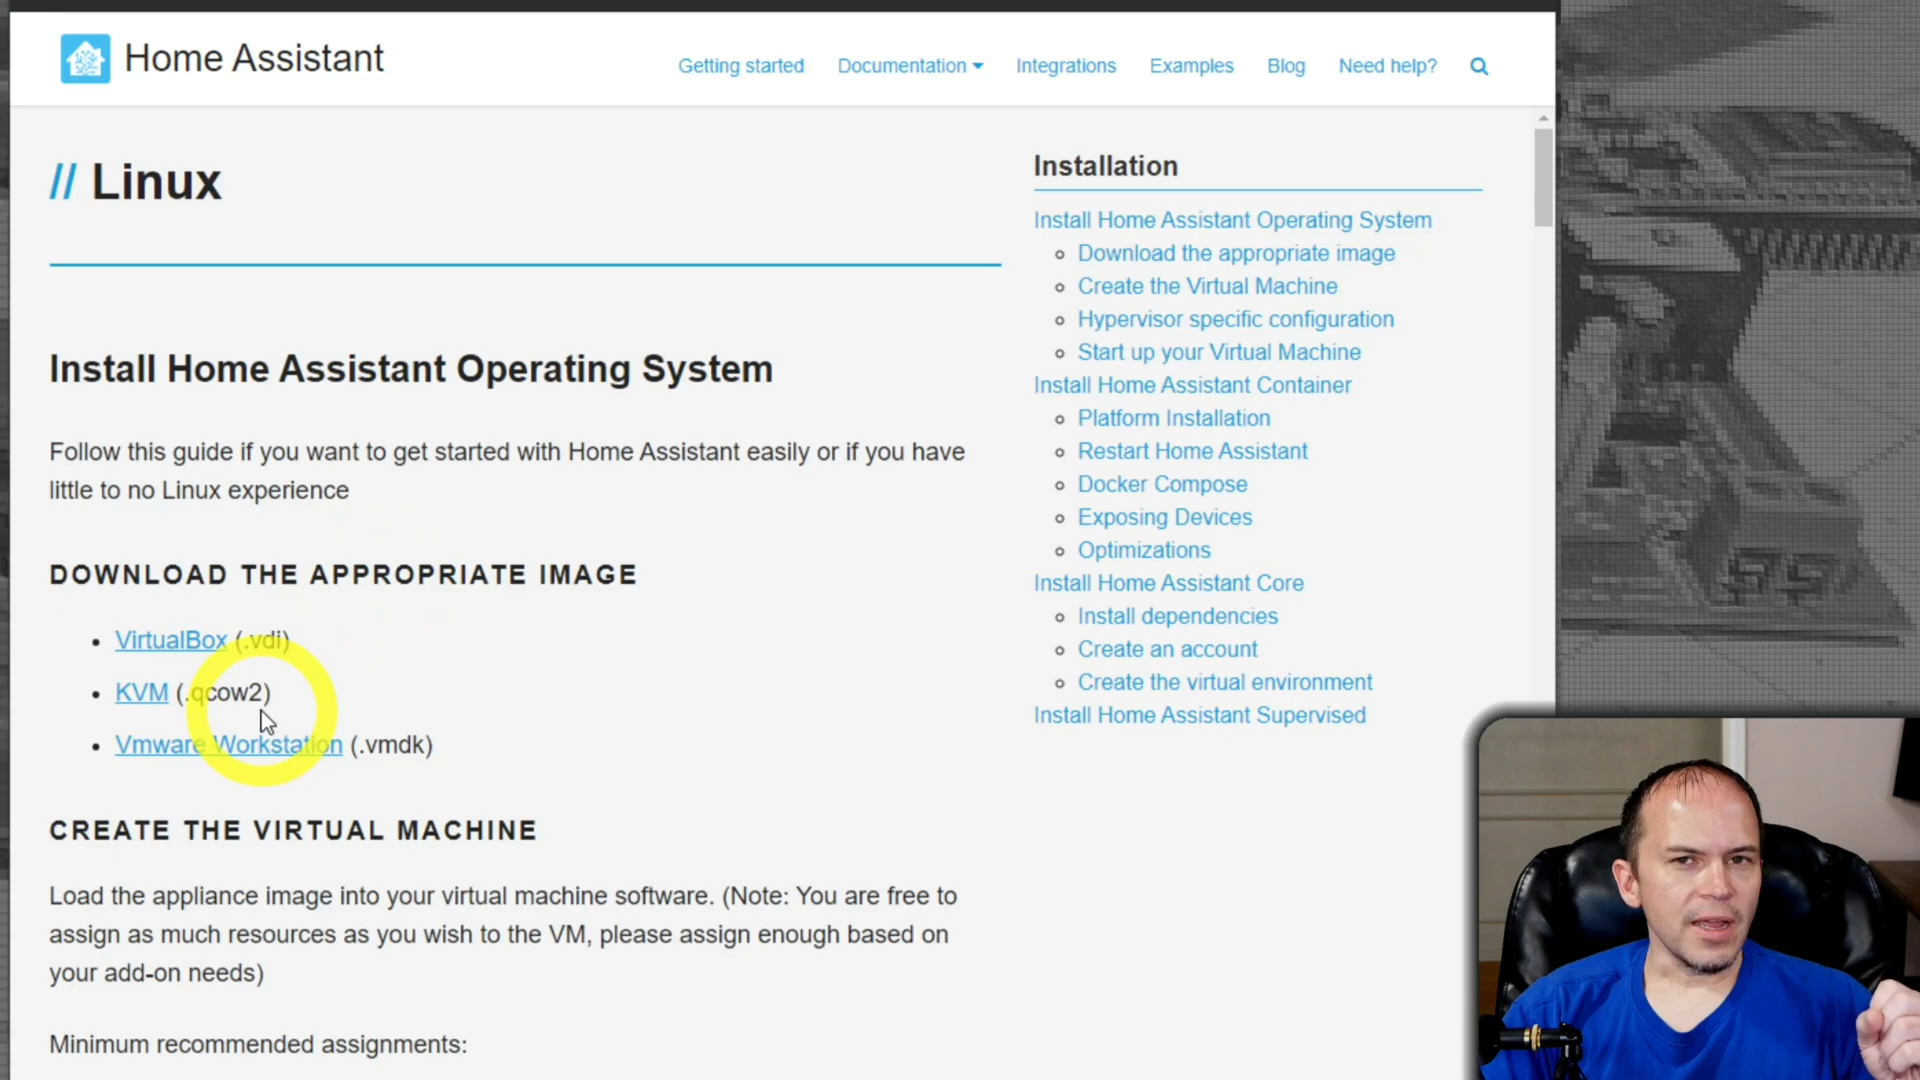 Home Assistant
Getting started
Documentation
Integrations
Examples
Blog
Need help?
// Linux
Install Home Assistant Operating System
Follow this guide if you want to get started with Home Assistant easily or if you have
little to no Linux experience
DOWNLOAD THE APPROPRIATE IMAGE
VirtualBox (.vdi)
KVM (.qcow2)
Vmware Workstation (.vmdk)
CREATE THE VIRTUAL MACHINE
Load the appliance image into your virtual machine software. (Note: You are free to
assign as much resources as you wish to the VM, please assign enough based on
your add-on needs)
Minimum recommended assignments:
Installation
Install Home Assistant Operating System
Download the appropriate image
Create the Virtual Machine
Hypervisor specific configuration
Start up your Virtual Machine
Install Home Assistant Container
Platform Installation
Restart Home Assistant
Docker Compose
Exposing Devices
Optimizations
Install Home Assistant Core
Install dependencies
Create an account
Create the virtual environment
Install Home Assistant Supervised